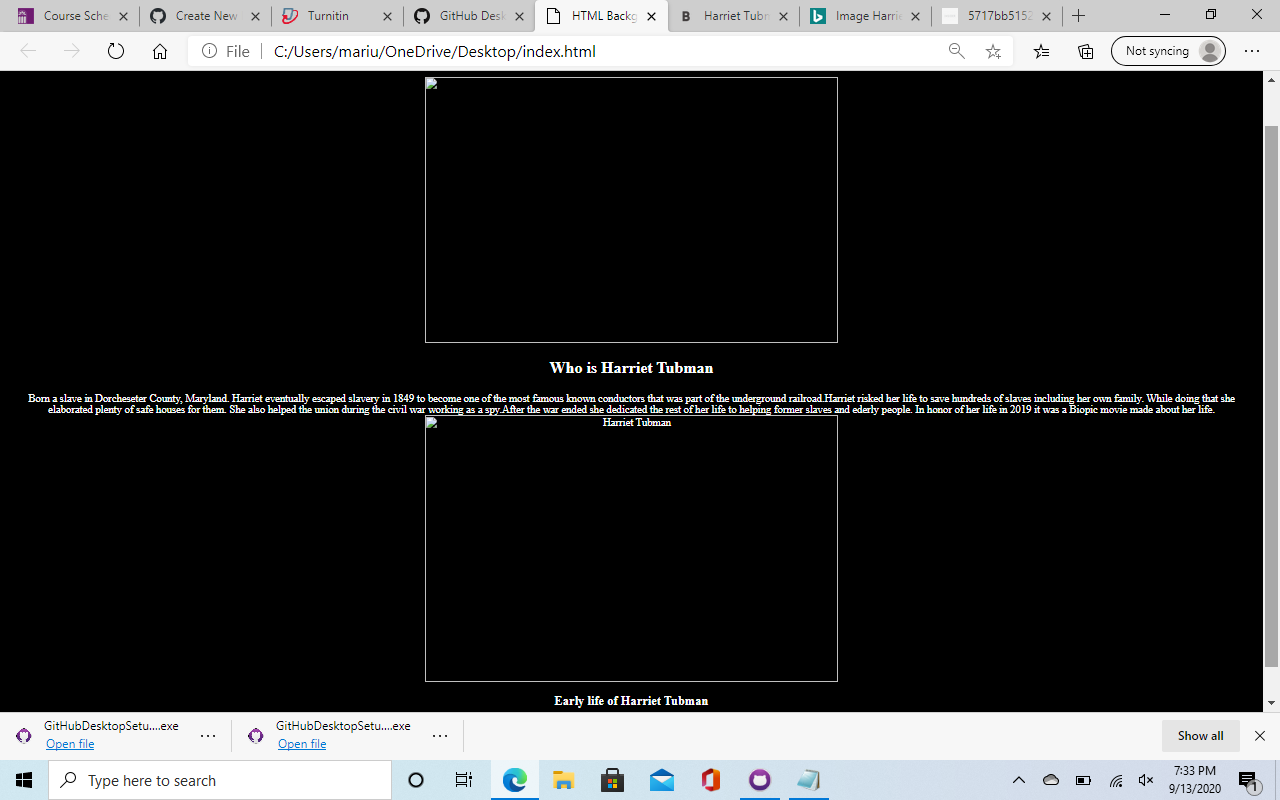 Course Sche
Create New
Turnitin
GitHub Desk
HTML Backg
B Harriet Tubm
Image Harrie
5717bb5152
File
C:/Users/mariu/OneDrive/Desktop/index.html
Not syncing
Who is Harriet Tubman
Born a slave in Dorcheseter County, Maryland. Harriet eventually escaped slavery in 1849 to become one of the most famous known conductors that was part of the underground railroad.Harriet risked her life to save hundreds of slaves including her own family. While doing that she
elaborated plenty of safe houses for them. She also helped the union during the civil war working as a spy.After the war ended she dedicated the rest of her life to helping former slaves and ederly people. In honor of her life in 2019 it was a Biopic movie made about her life.
Harriet Tubman
Early life of Harriet Tubman
GitHubDesktopSetu....exe
Open file
GitHubDesktopSetu....exe
Open file
Show all
Type here to search
7:33 PM
9/13/2020
1